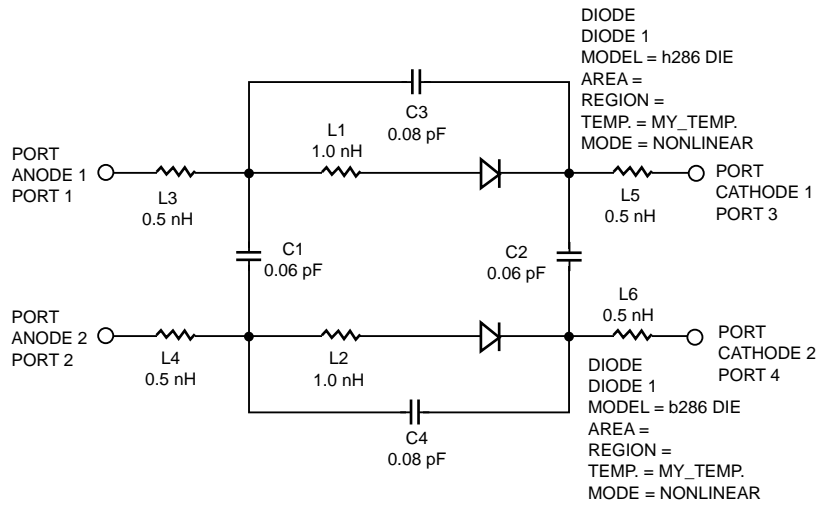 DIODE
DIODE 1
MODEL = h286 DIE
AREA =
REGION =
TEMP. = MY_TEMP.
MODE = NONLINEAR
C3
0.08 pF
L1
1.0 nH
PORT
ANODE 1
PORT 1
L3
0.5 nH
L5
0.5 nH
PORT
CATHODE 1
PORT 3
C1
0.06 pF
C2
0.06 pF
L6
0.5 nH
PORT
ANODE 2
PORT 2
L4
0.5 nH
L2
1.0 nH
PORT
CATHODE 2
PORT 4
DIODE
DIODE 1
MODEL = b286 DIE
AREA =
REGION =
TEMP. = MY_TEMP.
MODE = NONLINEAR
C4
0.08 pF